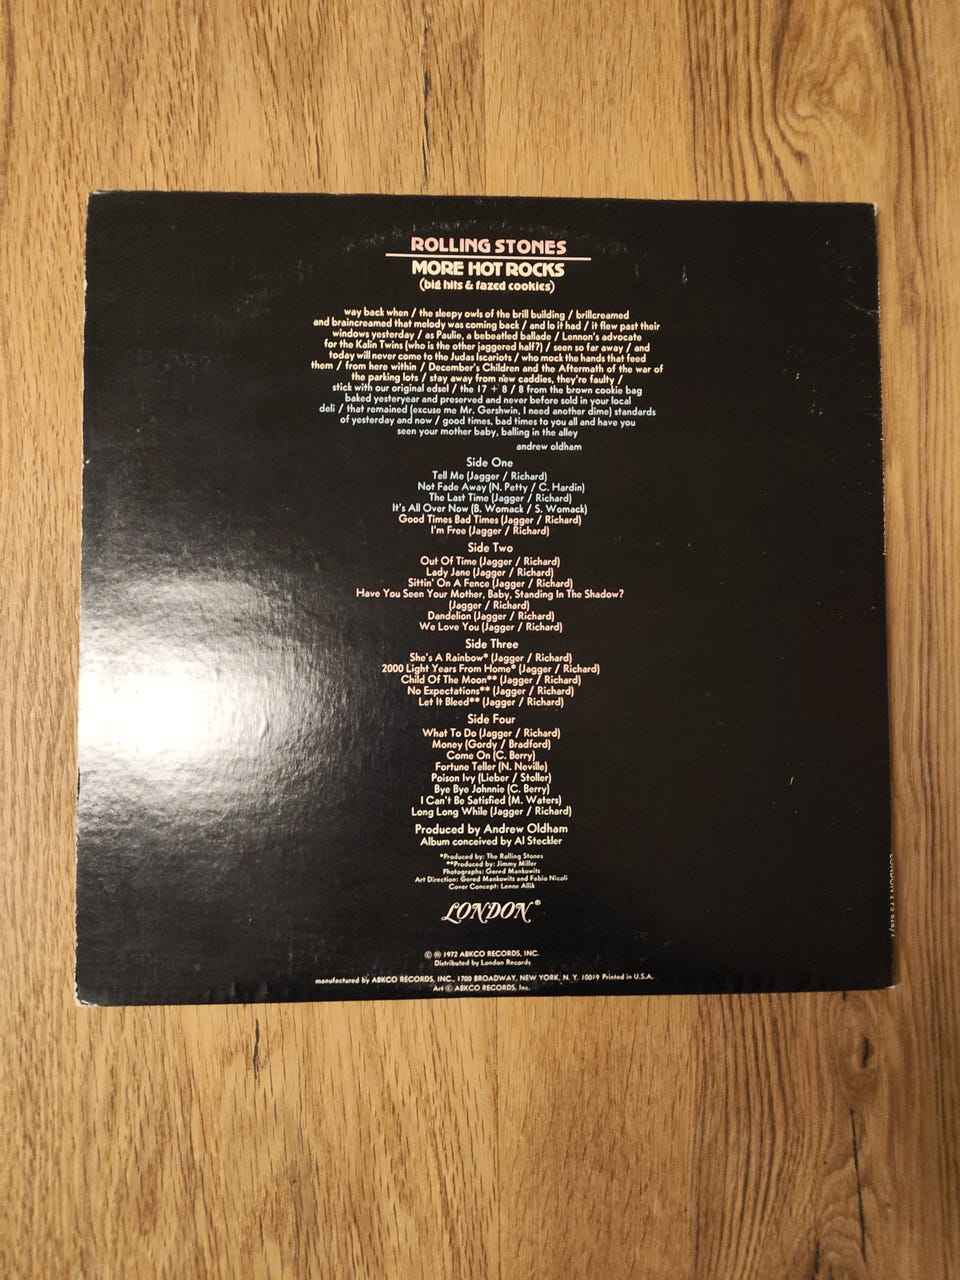 ROLLING STONES
MORE HOT ROCKS
(big hits & fazed cookies)
way back when / the sleepy owls of the brill building / brillcreamed
and braincreamed that melody was coming back / and lo it had / it flew past their
windows yesterday / as Paulie, a bebeatled ballade / Lennon's advocate
for the Kalin Twins (who is the other jaggered half?) / seen so far away / and
today will never come to the Judas Iscariots / who mock the hands that feed
them / from here within / December's Children and the Aftermath of the war of
the parking lots / stay away from new caddies, they're faulty /
stick with our original edsel / the 17 + 8 / 8 from the brown cookie bag
baked yesteryear and preserved and never before sold in your local
deli / that remained (excuse me Mr. Gershwin, I need another dime) standards
of yesterday and now / good times, bad times to you all and have you
seen your mother baby, balling in the alley
andrew oldham
Side One
Tell Me (Jagger / Richard)
Not Fade Away (N. Petty / C. Hardin)
The Last Time (Jagger / Richard)
It's All Over Now (B. Womack / S. Womack)
Good Times Bad Times (Jagger / Richard)
I'm Free (Jagger / Richard)
Side Two
Out Of Time (Jagger / Richard)
Lady Jane (Jagger / Richard)
Sittin' On A Fence (Jagger / Richard)
Have You Seen Your Mother, Baby, Standing In The Shadow?
(Jagger / Richard)
Dandelion (Jagger / Richard)
We Love You (Jagger / Richard)
Side Three
She's A Rainbow* (Jagger / Richard)
2000 Light Years From Home* (Jagger / Richard)
Child Of The Moon** (Jagger / Richard)
No Expectations** (Jagger / Richard)
Let It Bleed** (Jagger / Richard)
Side Four
What To Do (Jagger / Richard)
Money (Gordy / Bradford)
Come On (C. Berry)
Fortune Teller (N. Neville)
Poison Ivy (Lieber / Stoller)
Bye Bye Johnnie (C. Berry)
I Can't Be Satisfied (M. Waters)
Long Long While (Jagger / Richard)
Produced by Andrew Oldham
Album conceived by Al Steckler
*Produced by: The Rolling Stones
**Produced by: Jimmy Miller
Photographs: Gered Mankowitz
Art Direction: Gered Mankowitz and Fabio Nicoli
Cover Concept: Lenne Allik
LONDON®
© ℗ 1972 ABKCO RECORDS, INC.
Distributed by London Records
manufactured by ABKCO RECORDS, INC., 1700 BROADWAY, NEW YORK, N. Y. 10019 Printed in U.S.A.
Art © ABKCO RECORDS, Inc.